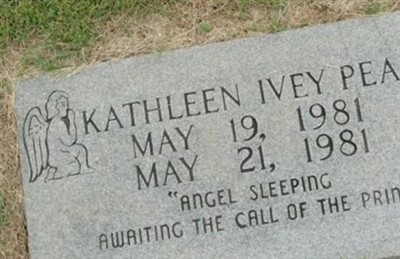 KATHLEEN IVEY PEA
MAY 19, 1981
MAY 21, 1981
"ANGEL SLEEPING
AWAITING THE CALL OF THE PRIN